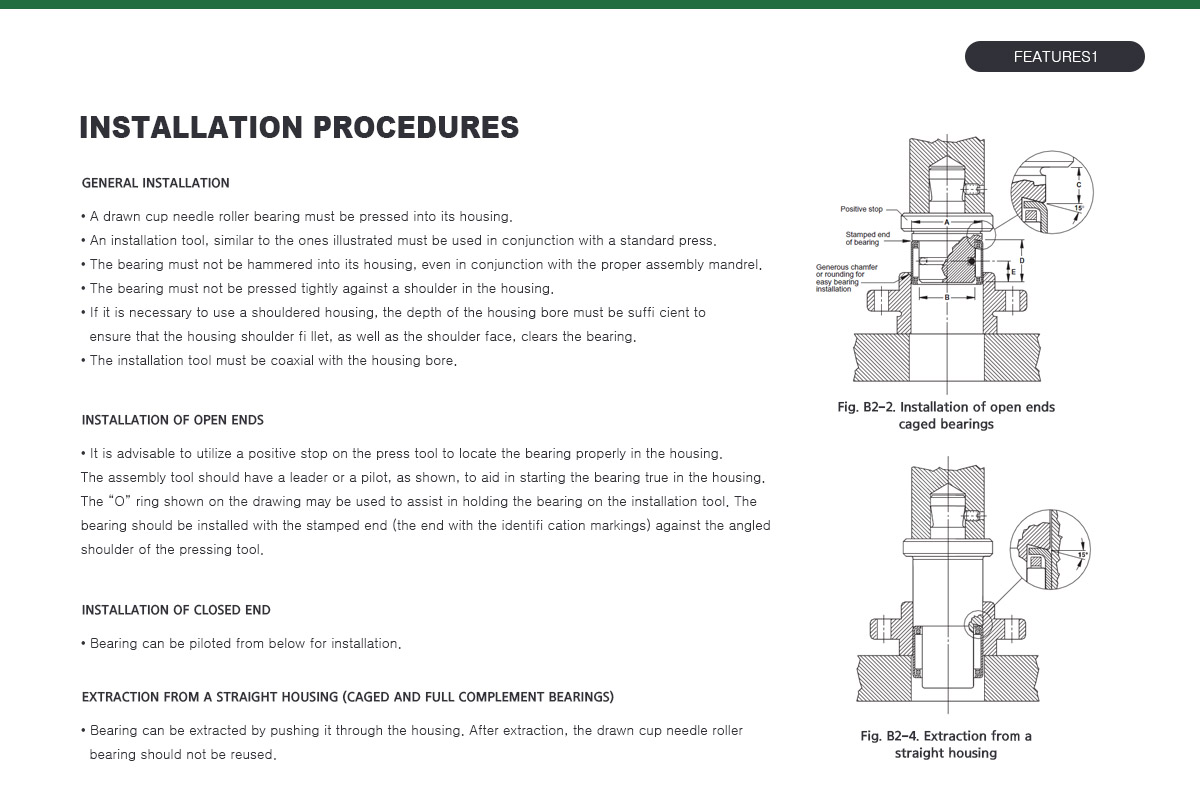 FEATURES1
INSTALLATION PROCEDURES
GENERAL INSTALLATION
• A drawn cup needle roller bearing must be pressed into its housing.
• An installation tool, similar to the ones illustrated must be used in conjunction with a standard press.
• The bearing must not be hammered into its housing, even in conjunction with the proper assembly mandrel.
• The bearing must not be pressed tightly against a shoulder in the housing.
• If it is necessary to use a shouldered housing, the depth of the housing bore must be suffi cient to
ensure that the housing shoulder fi llet, as well as the shoulder face, clears the bearing.
• The installation tool must be coaxial with the housing bore.
INSTALLATION OF OPEN ENDS
• It is advisable to utilize a positive stop on the press tool to locate the bearing properly in the housing.
The assembly tool should have a leader or a pilot, as shown, to aid in starting the bearing true in the housing.
The “O” ring shown on the drawing may be used to assist in holding the bearing on the installation tool. The
bearing should be installed with the stamped end (the end with the identifi cation markings) against the angled
shoulder of the pressing tool.
INSTALLATION OF CLOSED END
• Bearing can be piloted from below for installation.
EXTRACTION FROM A STRAIGHT HOUSING (CAGED AND FULL COMPLEMENT BEARINGS)
• Bearing can be extracted by pushing it through the housing. After extraction, the drawn cup needle roller
bearing should not be reused.
Positive stop
Stamped end
of bearing
Generous chamfer
or rounding for
easy bearing
installation
A
B
C
15°
D
E
Fig. B2-2. Installation of open ends
caged bearings
15°
Fig. B2-4. Extraction from a
straight housing